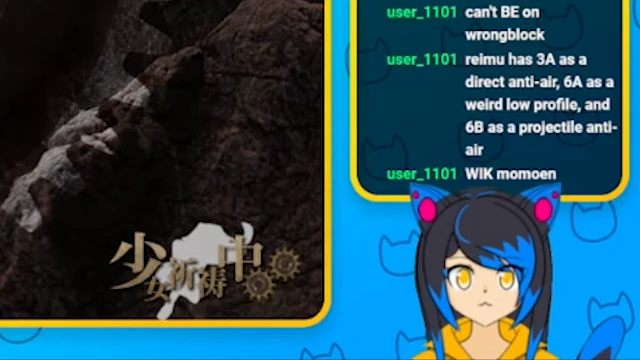 user_1101 can't BE on
wrongblock
user_1101 reimu has 3A as a
direct anti-air, 6A as a
weird low profile, and
6B as a projectile anti-
air
user_1101 WIK momoen
少女祈祷中